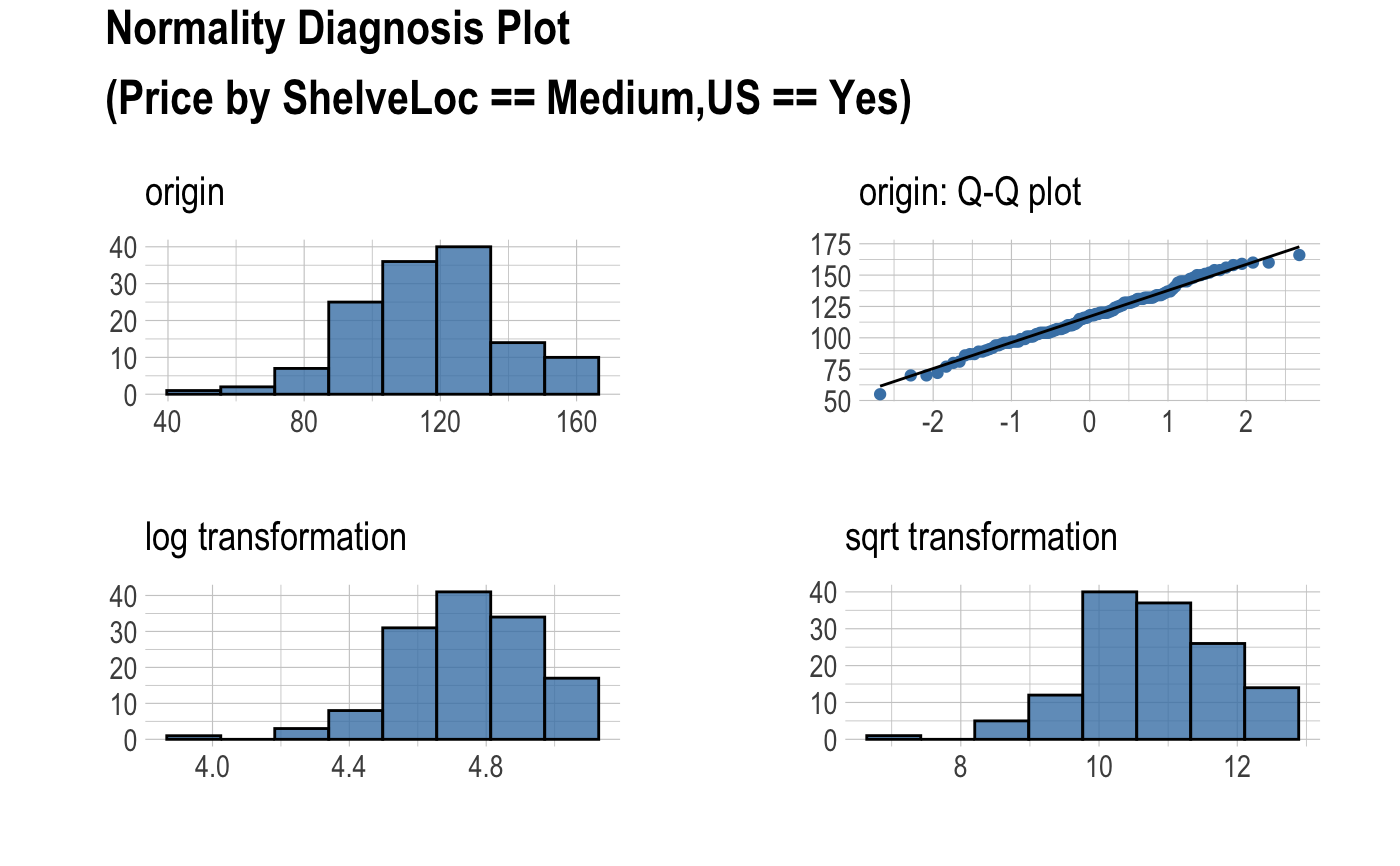 Normality Diagnosis Plot
(Price by ShelveLoc == Medium,US == Yes)
origin
40
30
20
10
0
40 80 120 160
origin: Q-Q plot
175
150
125
100
75
50
-2 -1 0 1 2
log transformation
40
30
20
10
0
4.0 4.4 4.8
sqrt transformation
40
30
20
10
0
8 10 12